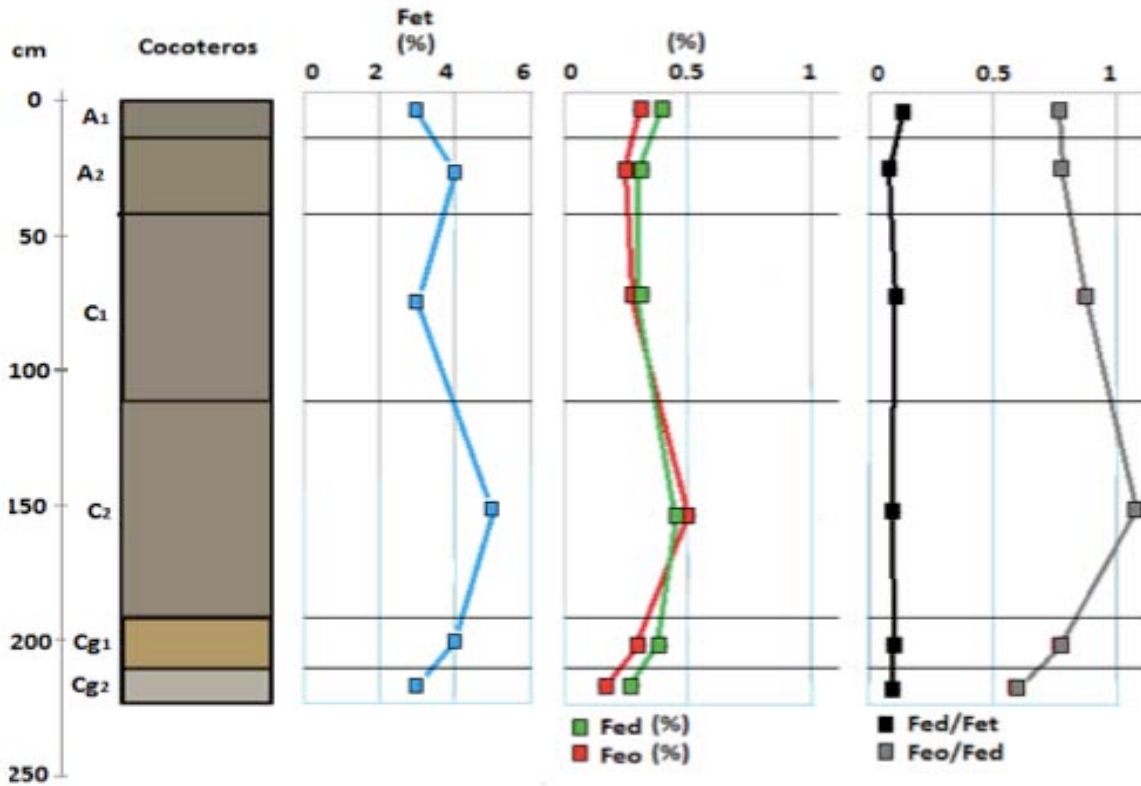 cm
Cocoteros
Fet
(%)
(%)
0 2 4 6
0 0.5 1
0 0.5 1
0
50
100
150
200
250
A1
A2
C1
C2
Cg1
Cg2
Fed (%)
Feo (%)
Fed/Fet
Feo/Fed